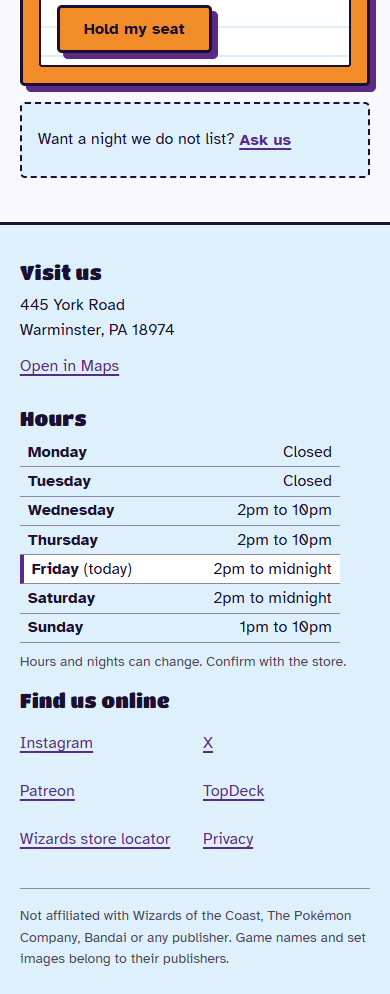 Hold my seat
Want a night we do not list? Ask us
Visit us
445 York Road
Warminster, PA 18974
Open in Maps
Hours
Monday Closed
Tuesday Closed
Wednesday 2pm to 10pm
Thursday 2pm to 10pm
Friday (today) 2pm to midnight
Saturday 2pm to midnight
Sunday 1pm to 10pm
Hours and nights can change. Confirm with the store.
Find us online
Instagram X
Patreon TopDeck
Wizards store locator Privacy
Not affiliated with Wizards of the Coast, The Pokémon
Company, Bandai or any publisher. Game names and set
images belong to their publishers.